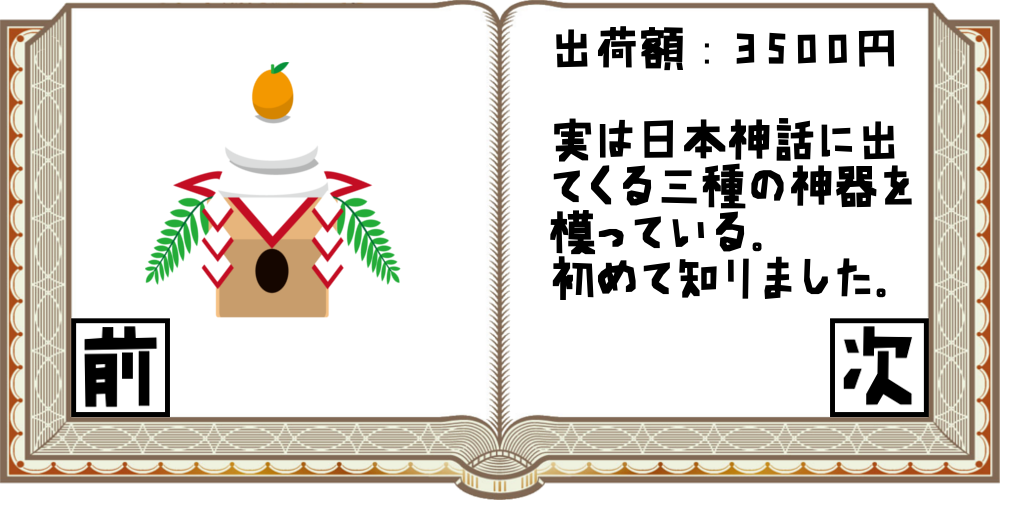 出荷額：３５００円
実は日本神話に出
てくる三種の神器を
模っている。
初めて知りました。
前
次